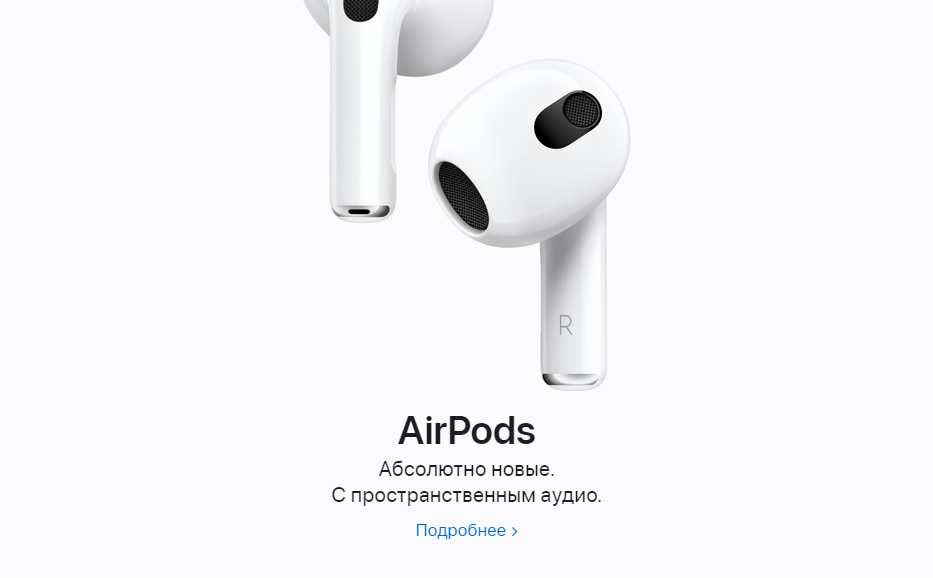 R
AirPods
Абсолютно новые.
С пространственным аудио.
Подробнее >